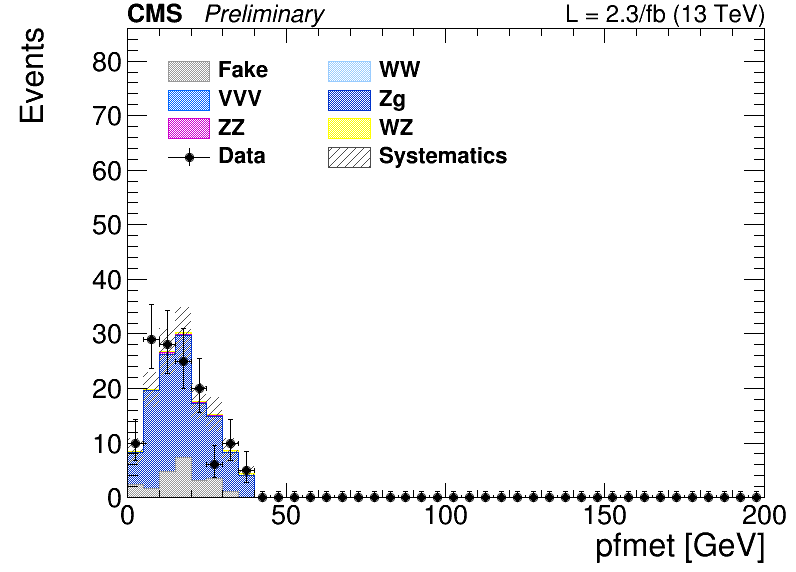 CMS Preliminary L = 2.3/fb (13 TeV)
Events
80
70
60
50
40
30
20
10
0
Fake WW
VVV Zg
ZZ WZ
Data Systematics
0 50 100 150 200
pfmet [GeV]